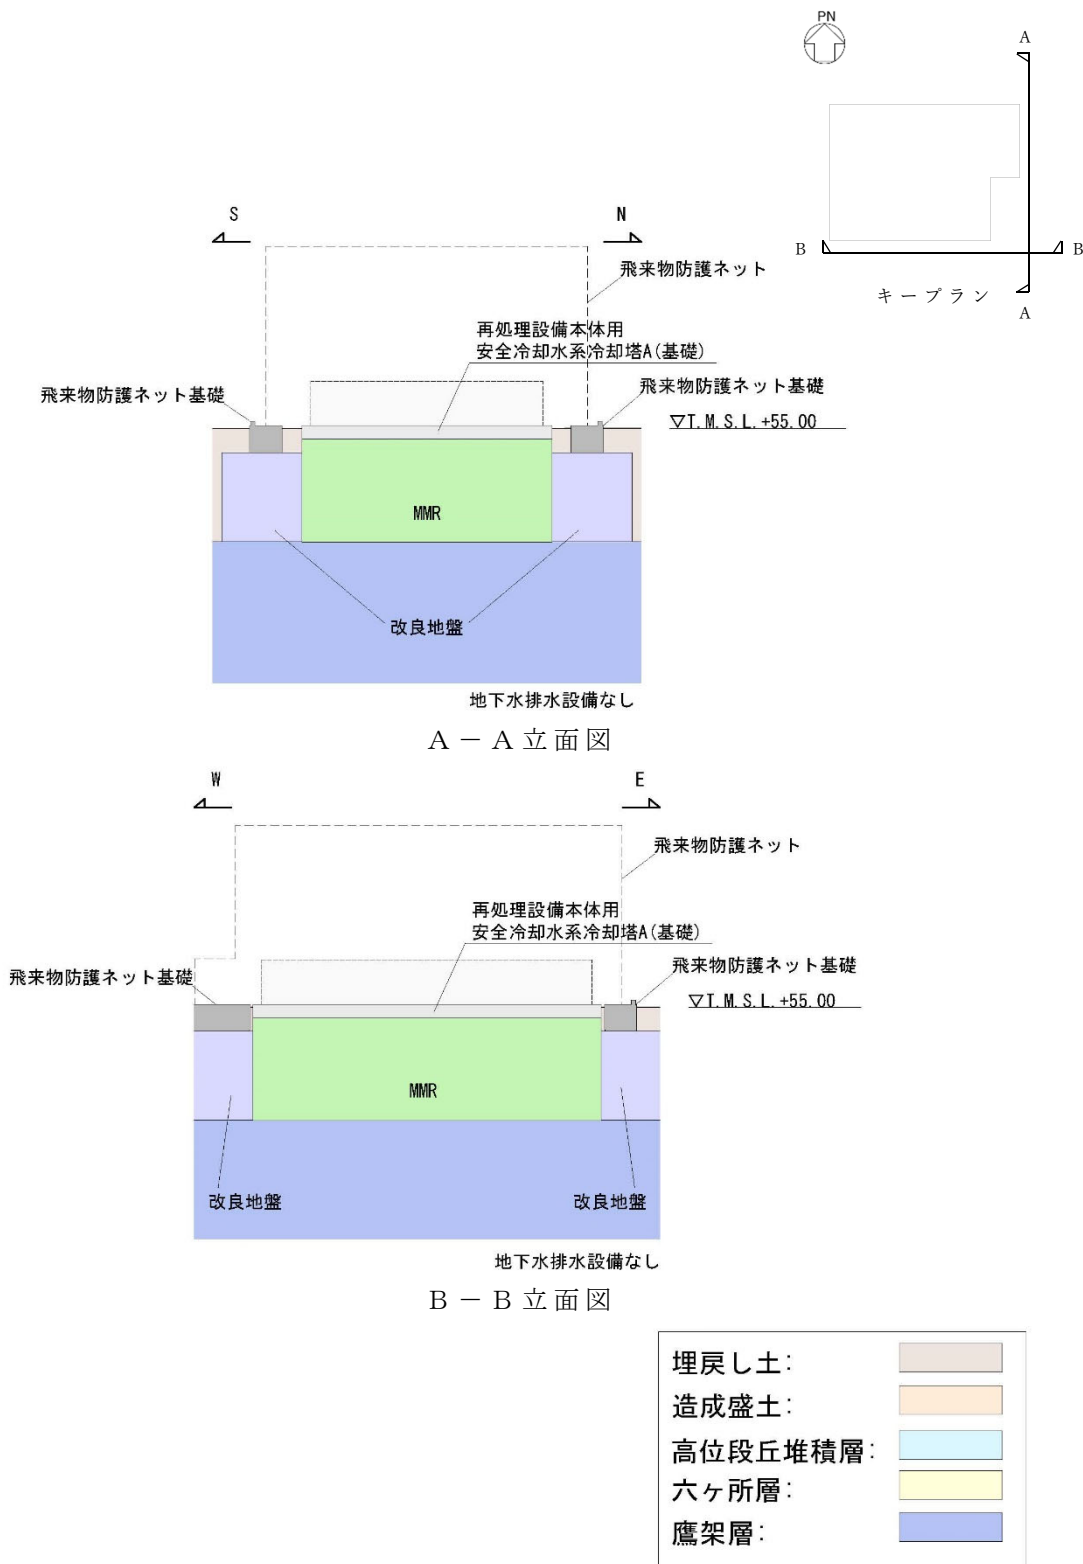 PN
A
B
B
キープラン
A
S
N
飛来物防護ネット
再処理設備本体用
安全冷却水系冷却塔A(基礎)
飛来物防護ネット基礎
飛来物防護ネット基礎
▽T.M.S.L.+55.00
MMR
改良地盤
地下水排水設備なし
A－A立面図
W
E
飛来物防護ネット
再処理設備本体用
安全冷却水系冷却塔A(基礎)
飛来物防護ネット基礎
飛来物防護ネット基礎
▽T.M.S.L.+55.00
MMR
改良地盤
改良地盤
地下水排水設備なし
B－B立面図
埋戻し土:
造成盛土:
高位段丘堆積層:
六ヶ所層:
鷹架層: